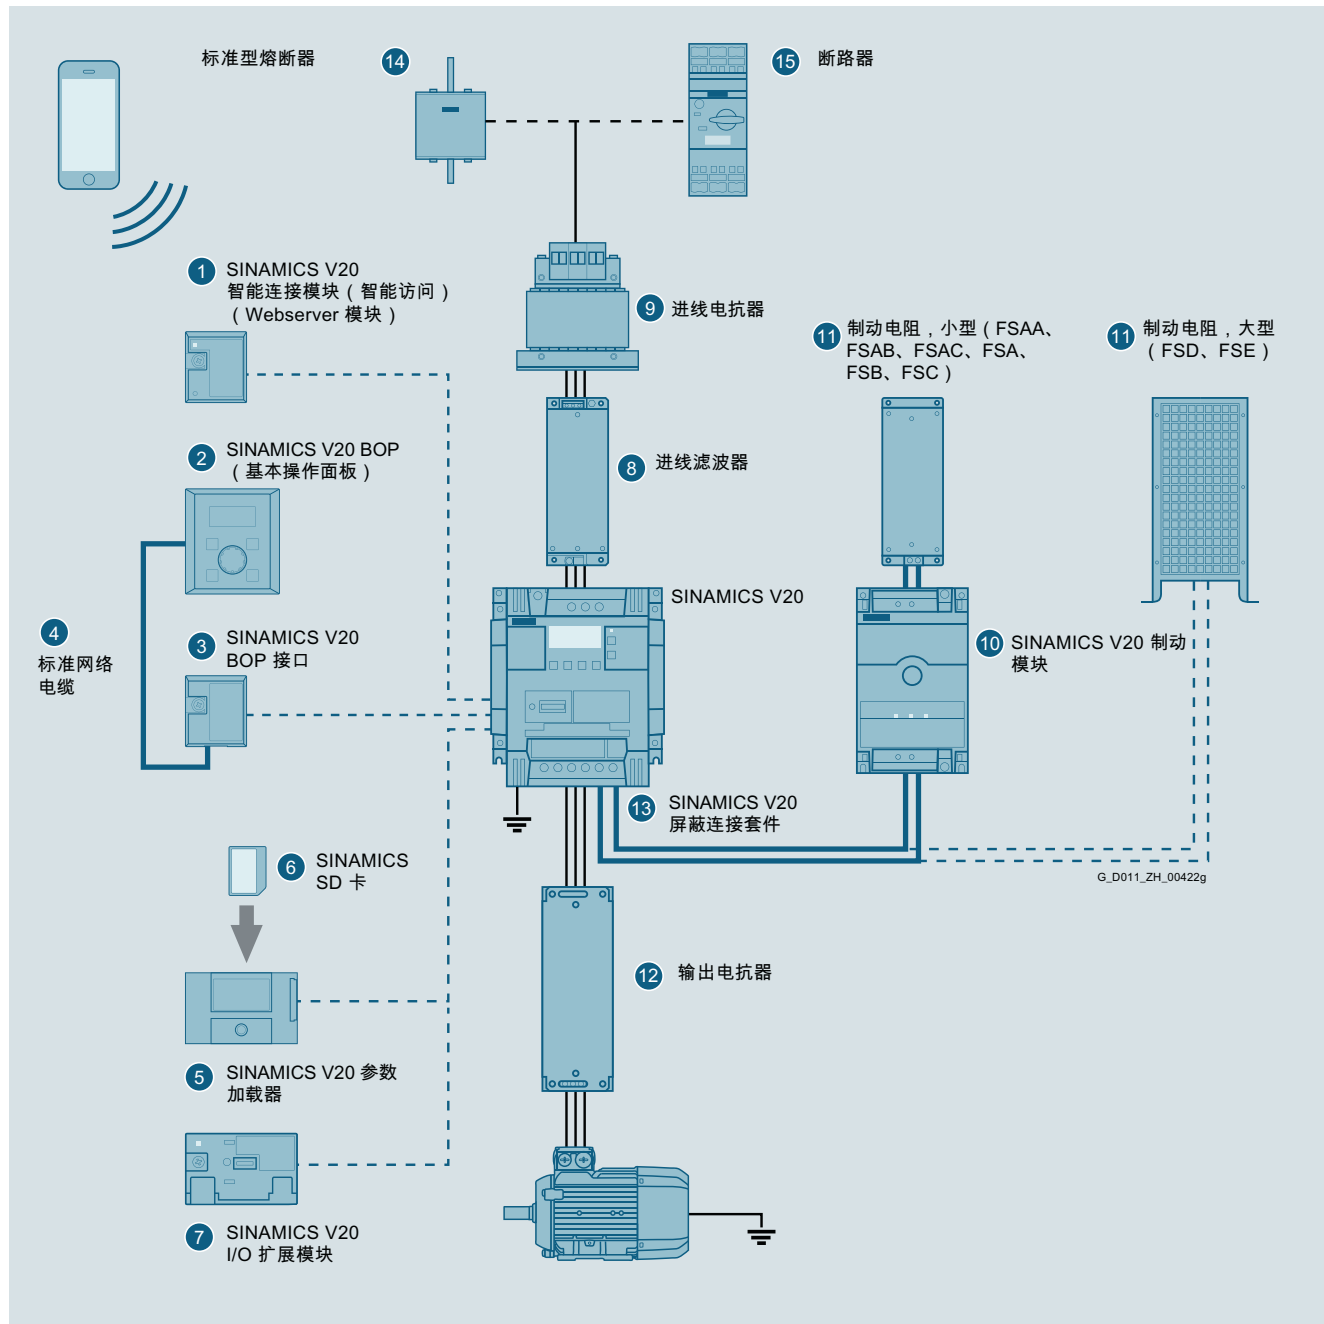 标准型熔断器
14
15
断路器
1
SINAMICS V20
智能连接模块（智能访问）
（Webserver 模块）
9
进线电抗器
11
制动电阻，小型（FSAA、
FSAB、FSAC、FSA、
FSB、FSC）
11
制动电阻，大型
（FSD、FSE）
2
SINAMICS V20 BOP
（基本操作面板）
8
进线滤波器
SINAMICS V20
4
标准网络
电缆
3
SINAMICS V20
BOP 接口
10
SINAMICS V20 制动
模块
13
SINAMICS V20
屏蔽连接套件
6
SINAMICS
SD 卡
G_D011_ZH_00422g
12
输出电抗器
5
SINAMICS V20 参数
加载器
7
SINAMICS V20
I/O 扩展模块